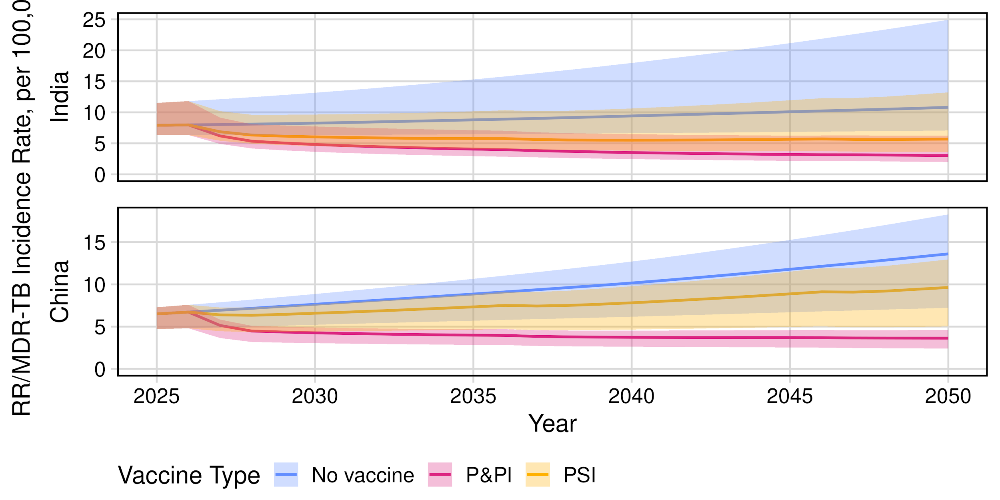 RR/MDR-TB Incidence Rate, per 100,0
India
25
20
15
10
5
0
China
15
10
5
0
2025 2030 2035 2040 2045 2050
Year
Vaccine Type No vaccine P&PI PSI